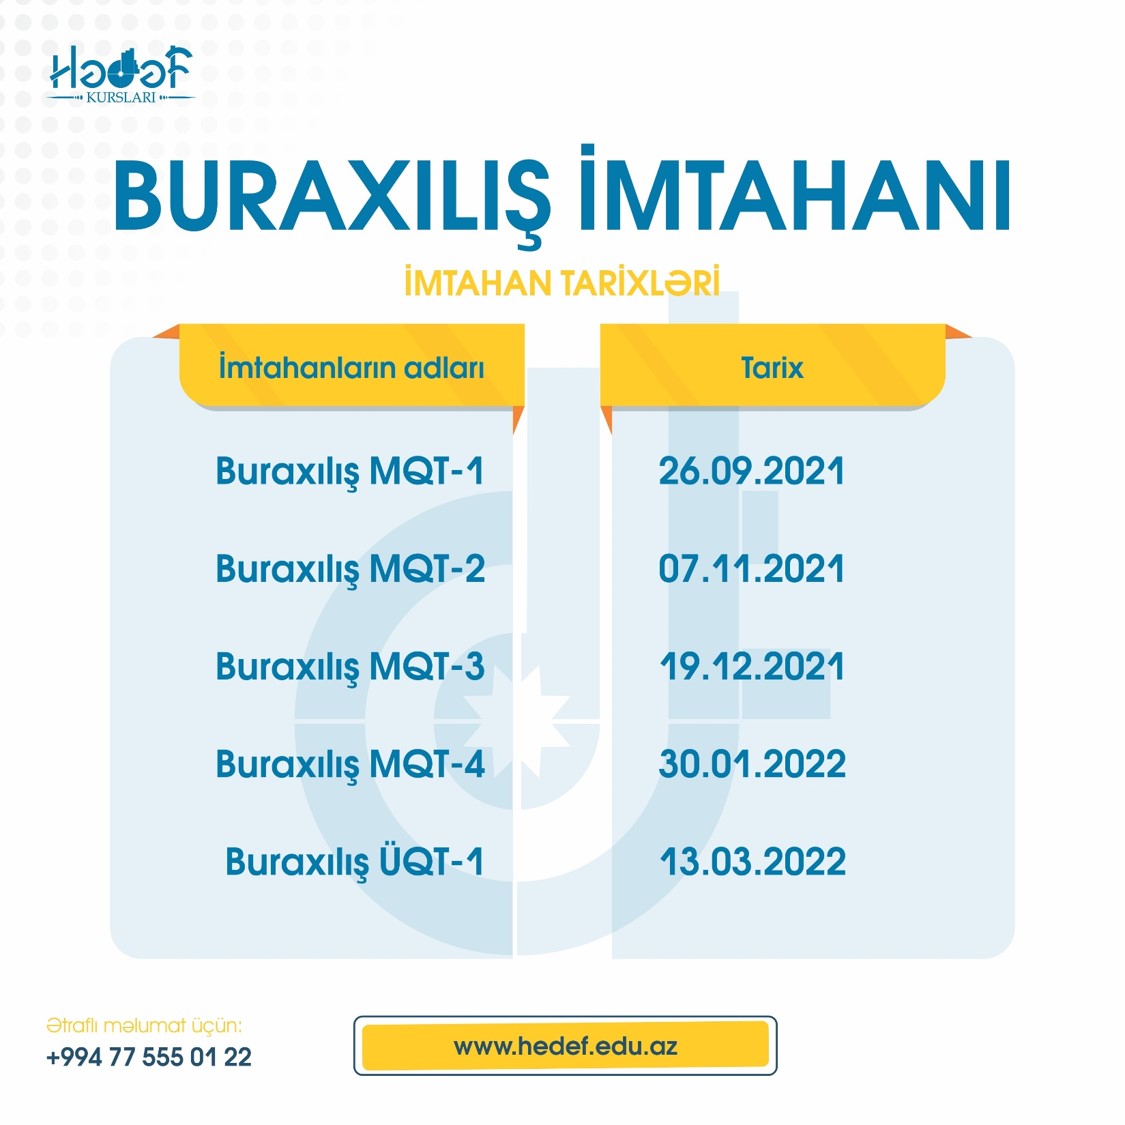 Hədəf
KURSLARI
BURAXILIŞ İMTAHANI
İMTAHAN TARİXLƏRİ
İmtahanların adları Tarix
Buraxılış MQT-1 26.09.2021
Buraxılış MQT-2 07.11.2021
Buraxılış MQT-3 19.12.2021
Buraxılış MQT-4 30.01.2022
Buraxılış ÜQT-1 13.03.2022
Ətraflı məlumat üçün:
+994 77 555 01 22
www.hedef.edu.az